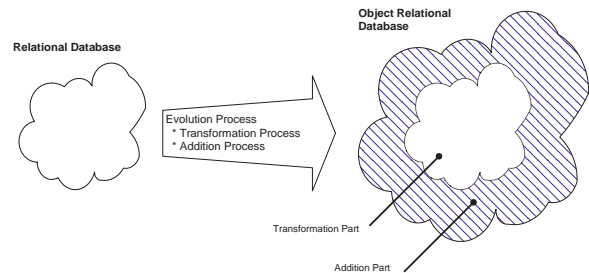 Relational Database
Evolution Process
* Transformation Process
* Addition Process
Object Relational
Database
Transformation Part
Addition Part